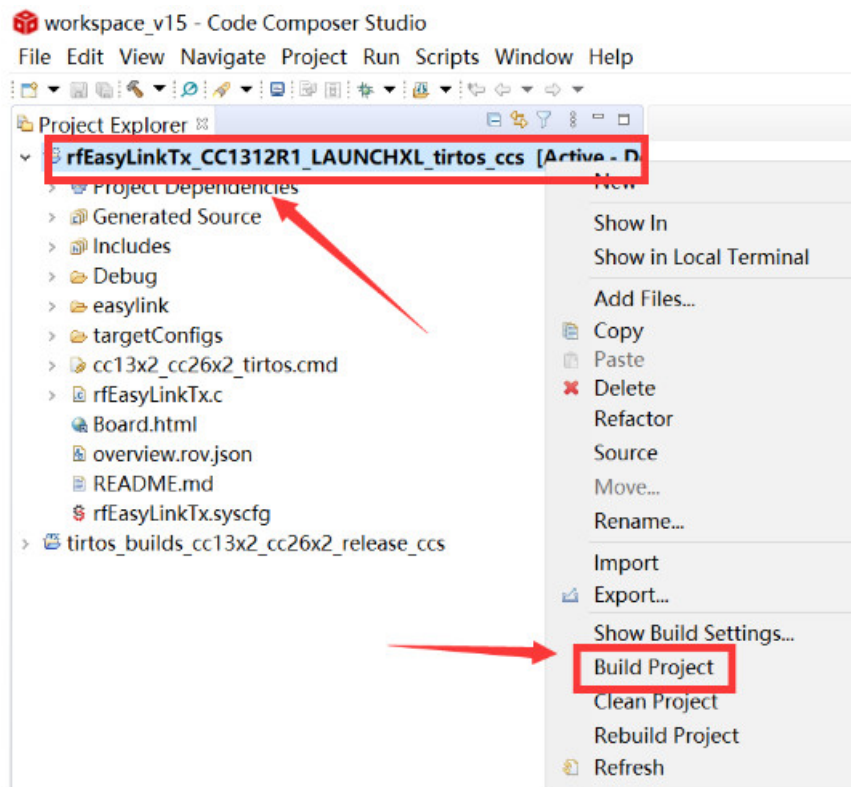 workspace_v15 - Code Composer Studio
File Edit View Navigate Project Run Scripts Window Help
Project Explorer
rfEasyLinkTx_CC1312R1_LAUNCHXL_tirtos_ccs [Active - D
Project Dependencies
Generated Source
Includes
Debug
easylink
targetConfigs
cc13x2_cc26x2_tirtos.cmd
rfEasyLinkTx.c
Board.html
overview.rov.json
README.md
rfEasyLinkTx.syscfg
tirtos_builds_cc13x2_cc26x2_release_ccs
New
Show In
Show in Local Terminal
Add Files...
Copy
Paste
Delete
Refactor
Source
Move...
Rename...
Import
Export...
Show Build Settings...
Build Project
Clean Project
Rebuild Project
Refresh